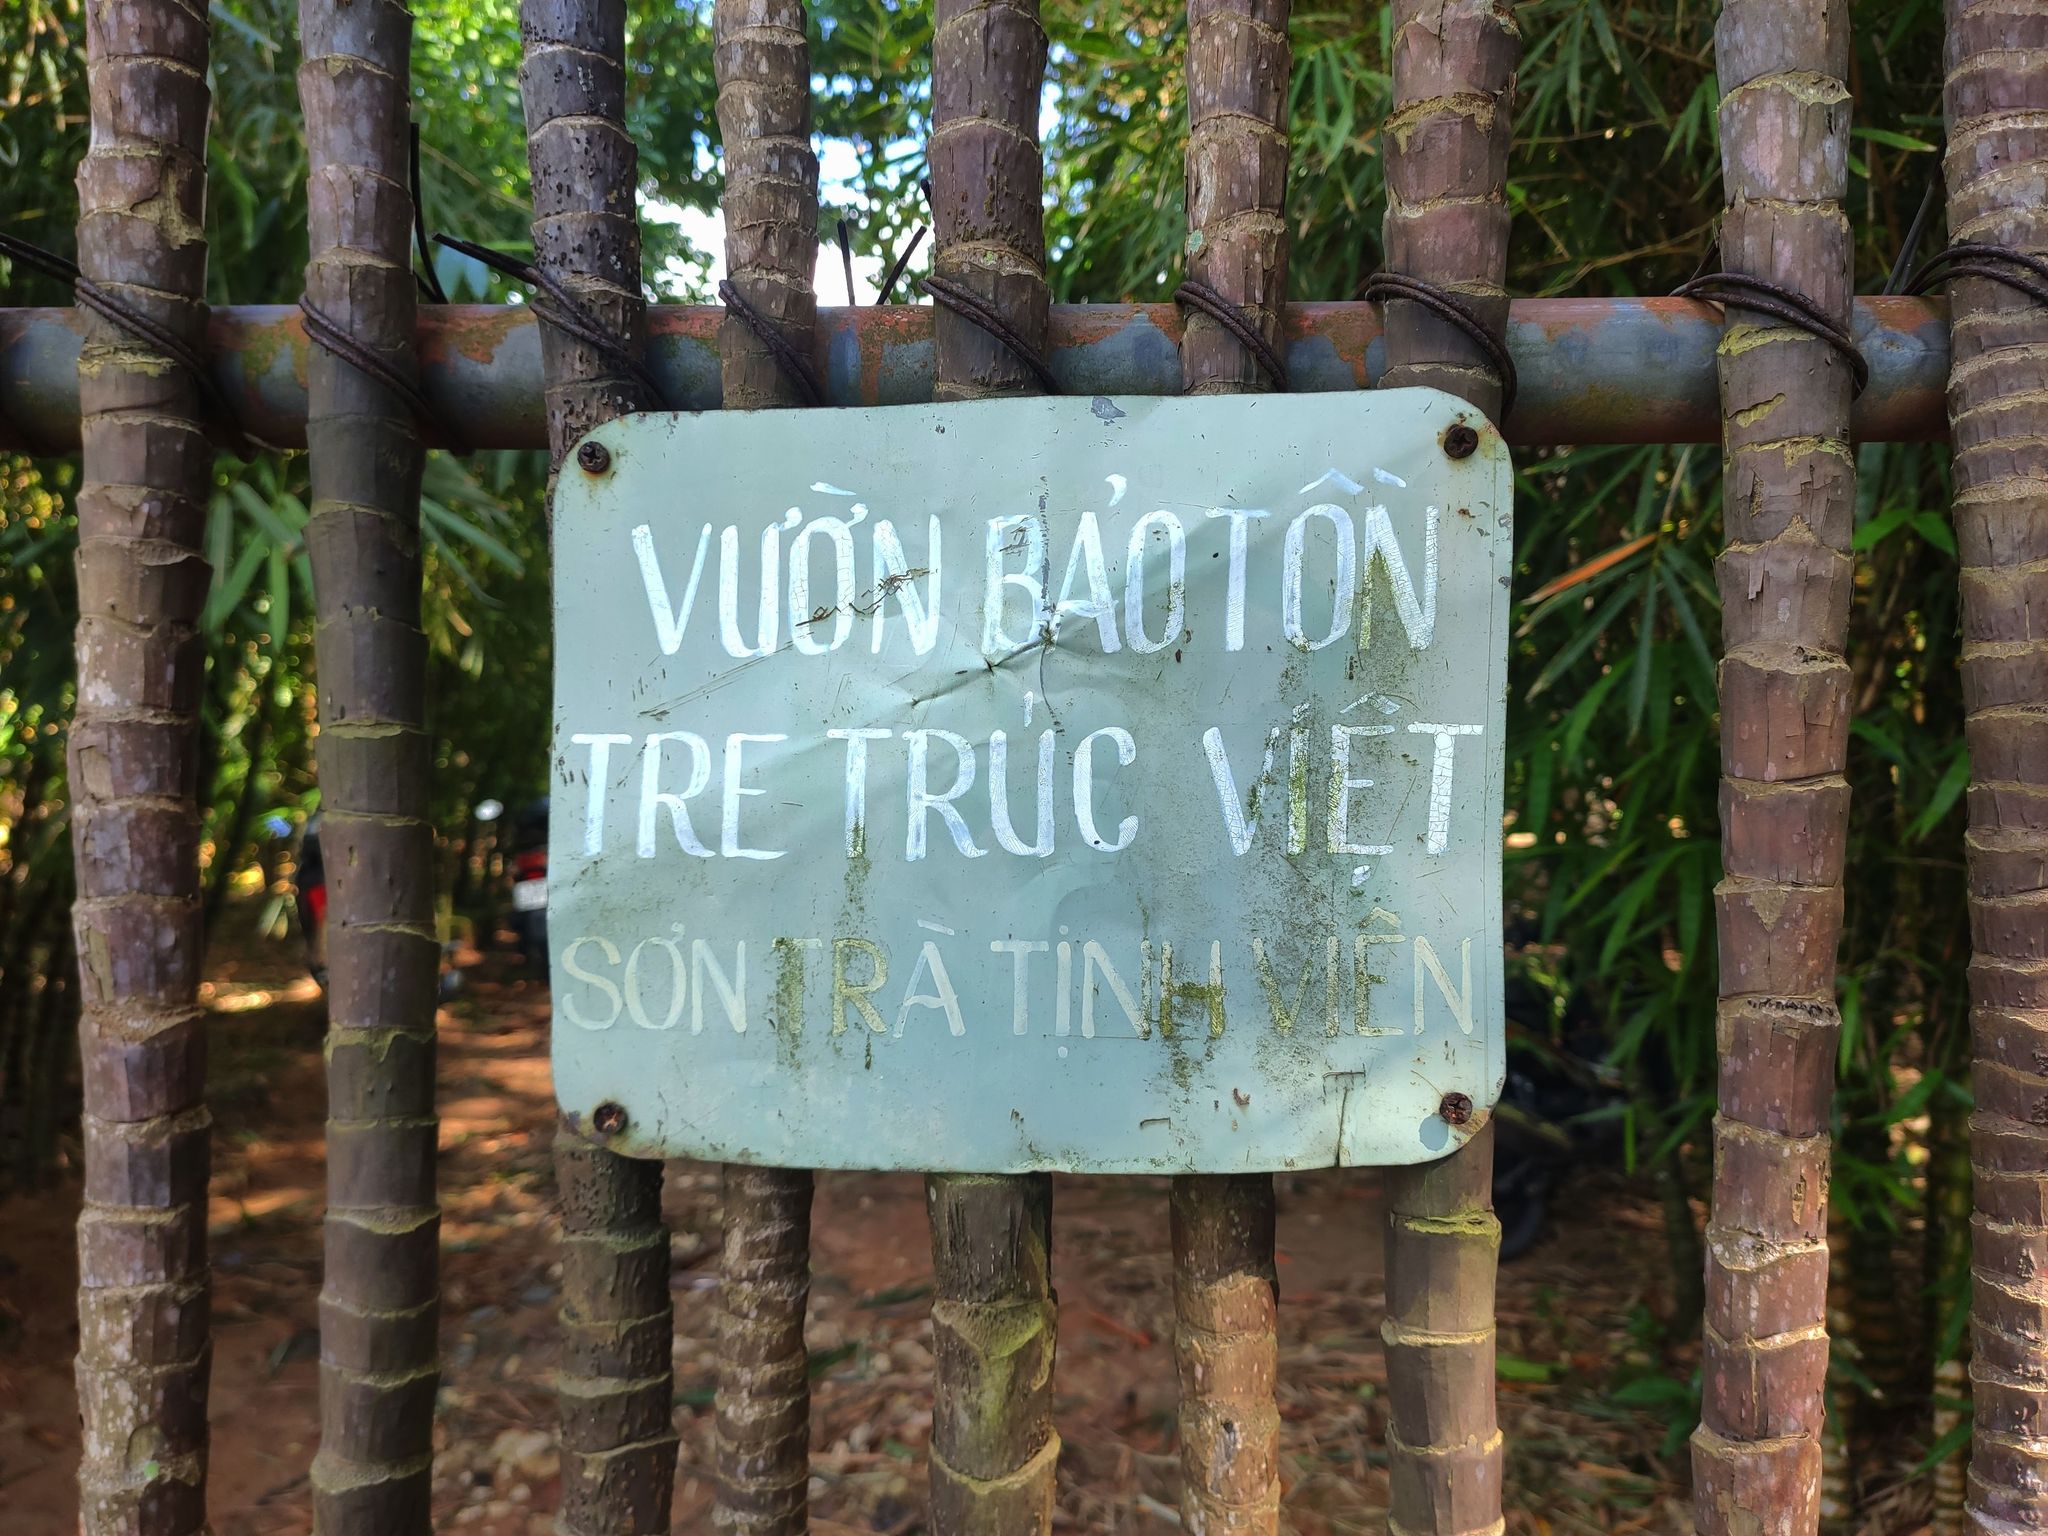 VƯỜN BẢO TỒN
TRE TRÚC VIỆT
SƠN TRÀ TỊNH VIÊN